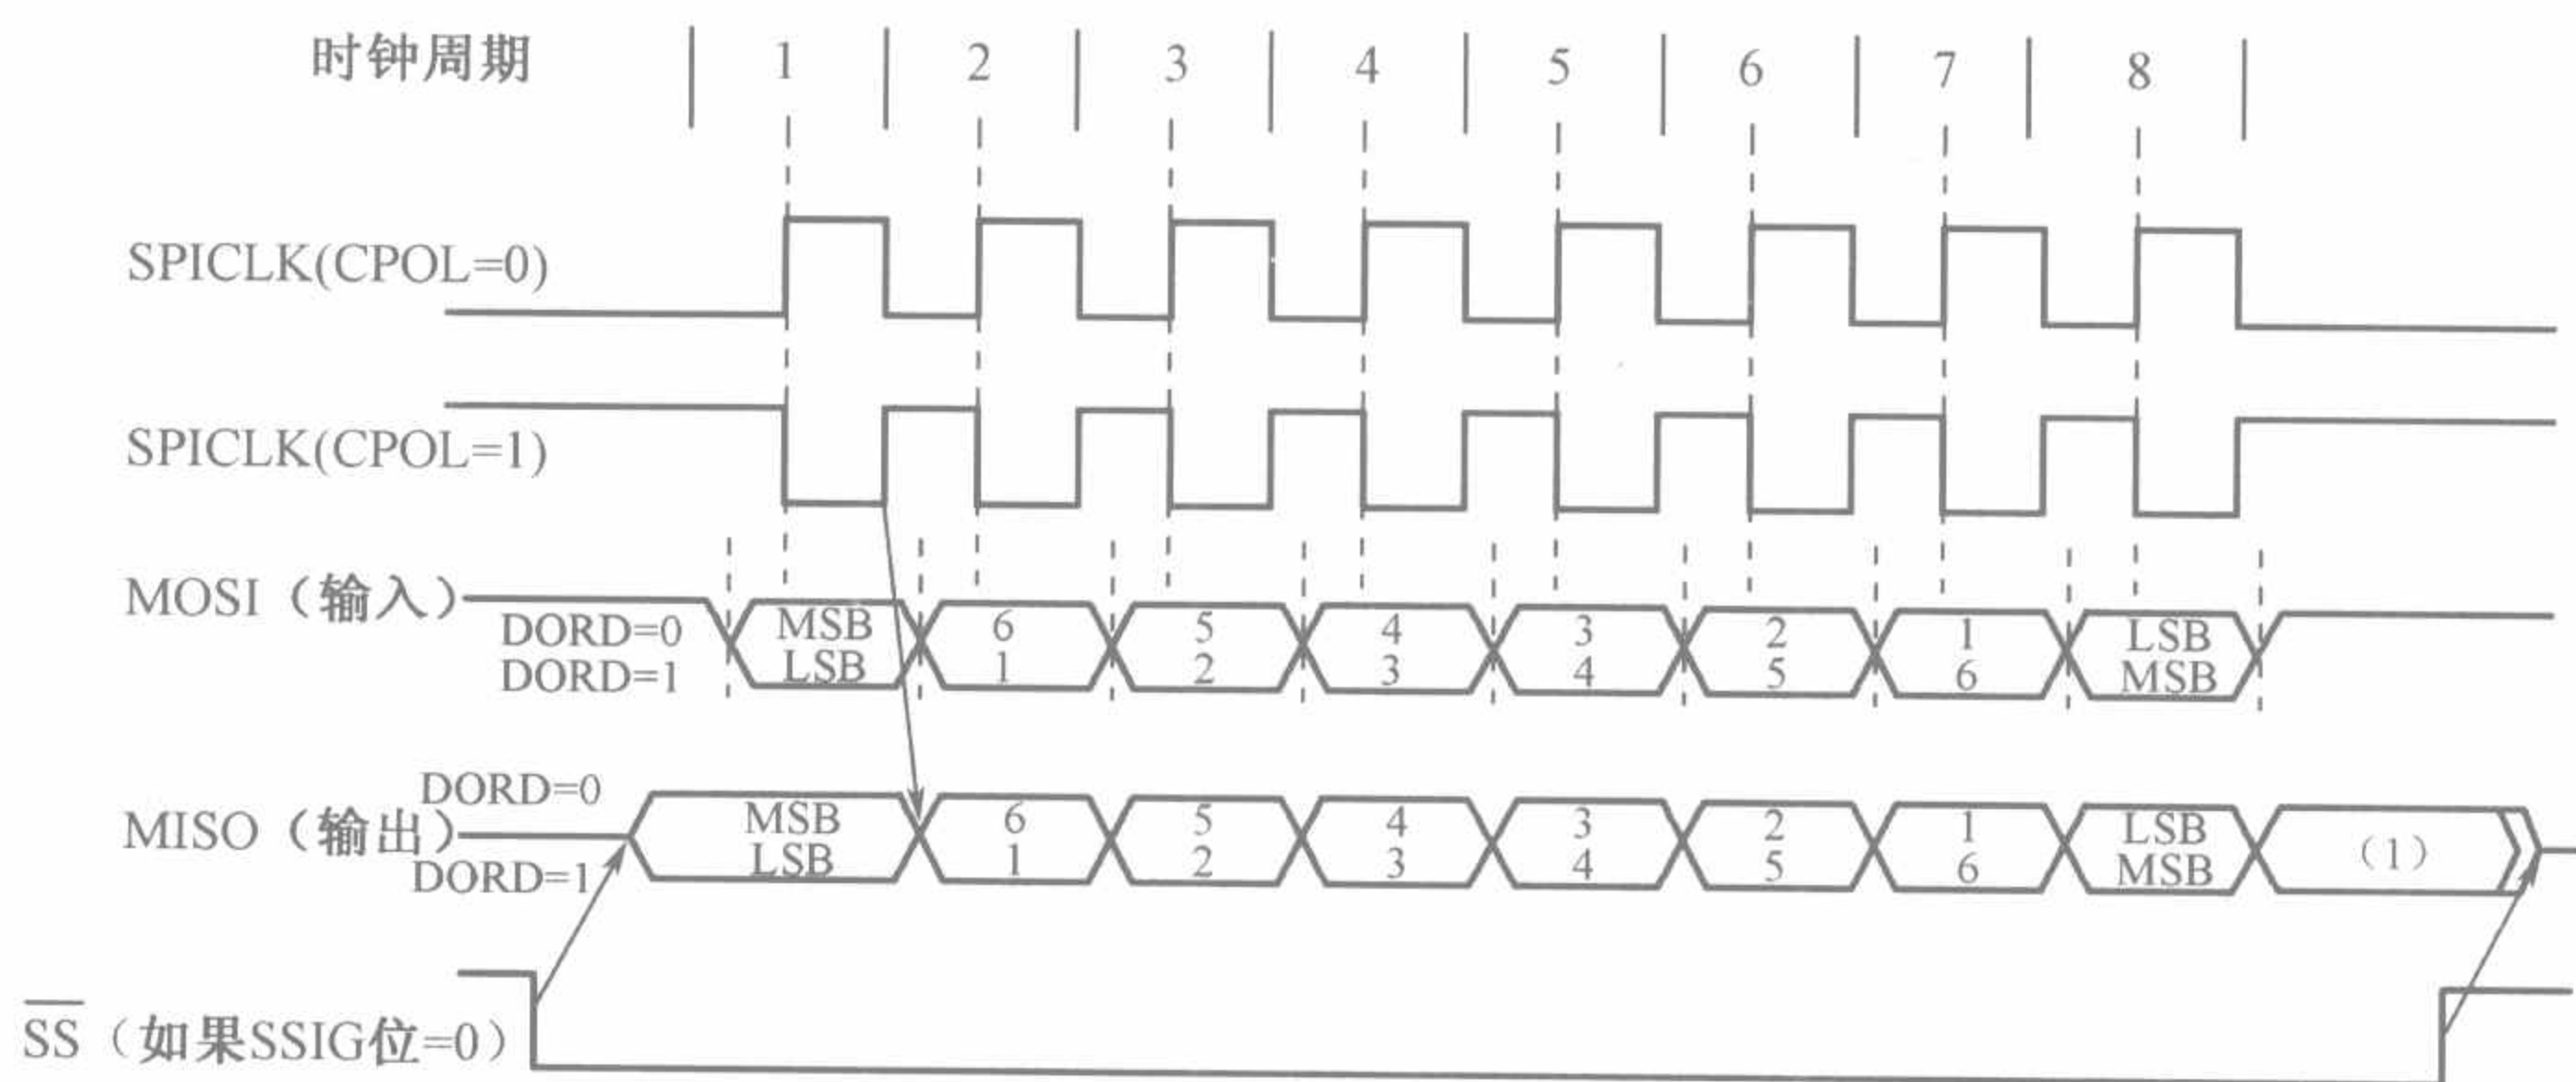 时钟周期 1 2 3 4 5 6 7 8
SPICLK(CPOL=0)
SPICLK(CPOL=1)
MOSI（输入）
DORD=0 MSB 6 5 4 3 2 1 LSB
DORD=1 LSB 1 2 3 4 5 6 MSB
DORD=0 MSB 6 5 4 3 2 1 LSB
MISO（输出） （1）
DORD=1 LSB 1 2 3 4 5 6 MSB
S̅S̅（如果SSIG位=0）